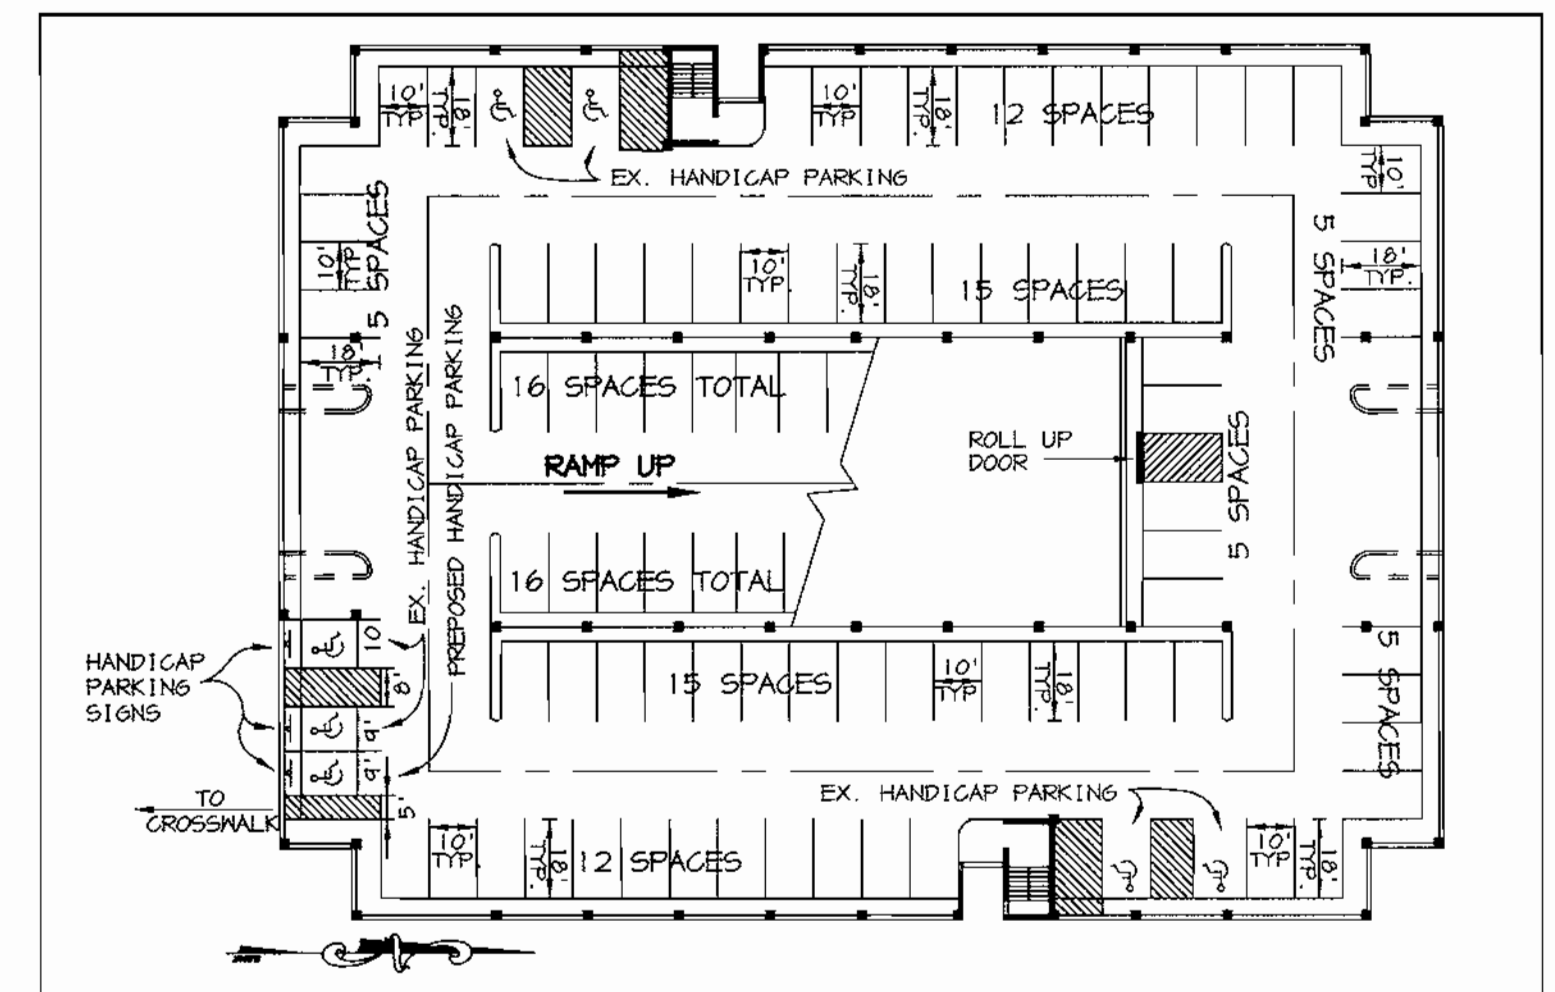 10'
TYP
18'
TYP.
10'
TYP
18'
TYP.
12 SPACES
EX. HANDICAP PARKING
10'
TYP
5 SPACES
10'
TYP
18'
TYP.
10'
TYP.
18'
TYP.
15 SPACES
5 SPACES
18'
TYP.
EX. HANDICAP PARKING
PREPOSED HANDICAP PARKING
16 SPACES TOTAL
RAMP UP
16 SPACES TOTAL
ROLL UP
DOOR
5 SPACES
HANDICAP
PARKING
SIGNS
10
8'
9'
9'
5'
TO
CROSSWALK
15 SPACES
10'
TYP.
18'
TYP.
5 SPACES
EX. HANDICAP PARKING
10'
TYP.
18'
TYP.
12 SPACES
10'
TYP
18'
TYP.